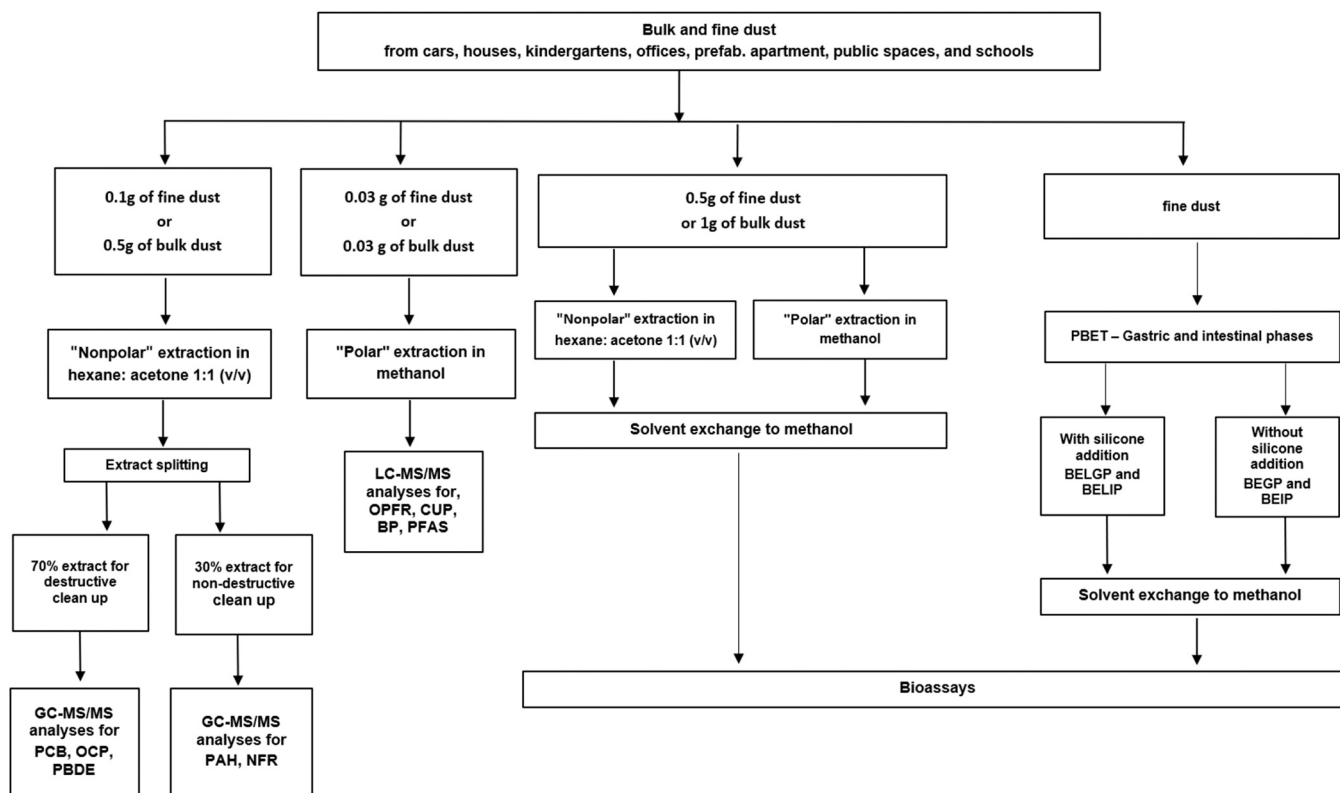 Bulk and fine dust
from cars, houses, kindergartens, offices, prefab. apartment, public spaces, and schools
0.1g of fine dust
or
0.5g of bulk dust
0.03 g of fine dust
or
0.03 g of bulk dust
0.5g of fine dust
or 1g of bulk dust
fine dust
"Nonpolar" extraction in
hexane: acetone 1:1 (v/v)
"Polar" extraction in
methanol
"Nonpolar" extraction in
hexane: acetone 1:1 (v/v)
"Polar" extraction in
methanol
PBET – Gastric and intestinal phases
Extract splitting
LC-MS/MS
analyses for,
OPFR, CUP,
BP, PFAS
Solvent exchange to methanol
With silicone
addition
BELGP and
BELIP
Without
silicone
addition
BEGP and
BEIP
70% extract for
destructive
clean up
30% extract for
non-destructive
clean up
Solvent exchange to methanol
GC-MS/MS
analyses for
PCB, OCP,
PBDE
GC-MS/MS
analyses for
PAH, NFR
Bioassays